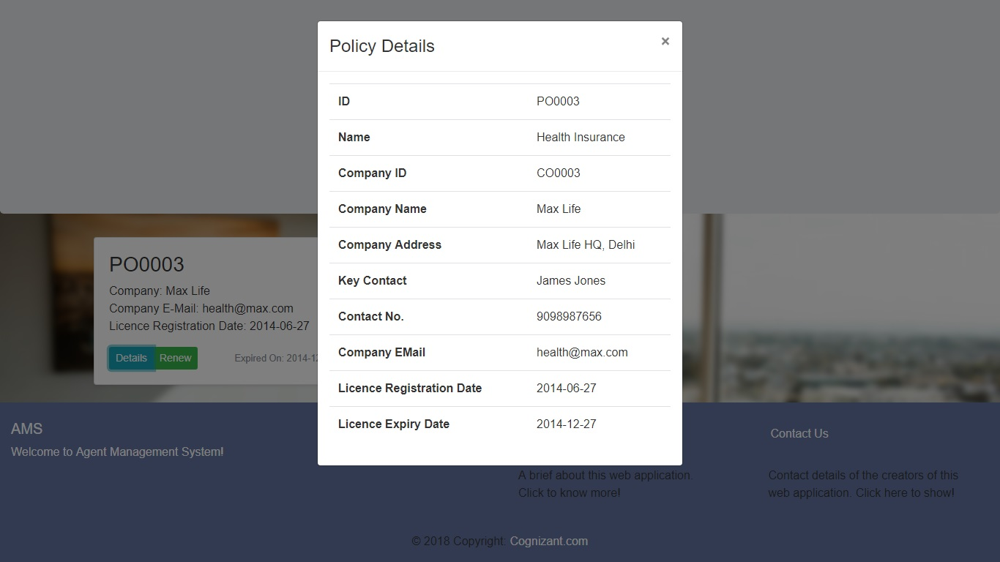 Policy Details ×
ID PO0003
Name Health Insurance
Company ID CO0003
Company Name Max Life
Company Address Max Life HQ, Delhi
Key Contact James Jones
Contact No. 9098987656
Company EMail health@max.com
Licence Registration Date 2014-06-27
Licence Expiry Date 2014-12-27
PO0003
Company: Max Life
Company E-Mail: health@max.com
Licence Registration Date: 2014-06-27
Details Renew Expired On: 2014-12
AMS
Welcome to Agent Management System!
A brief about this web application.
Click to know more!
Contact Us
Contact details of the creators of this
web application. Click here to show!
© 2018 Copyright: Cognizant.com